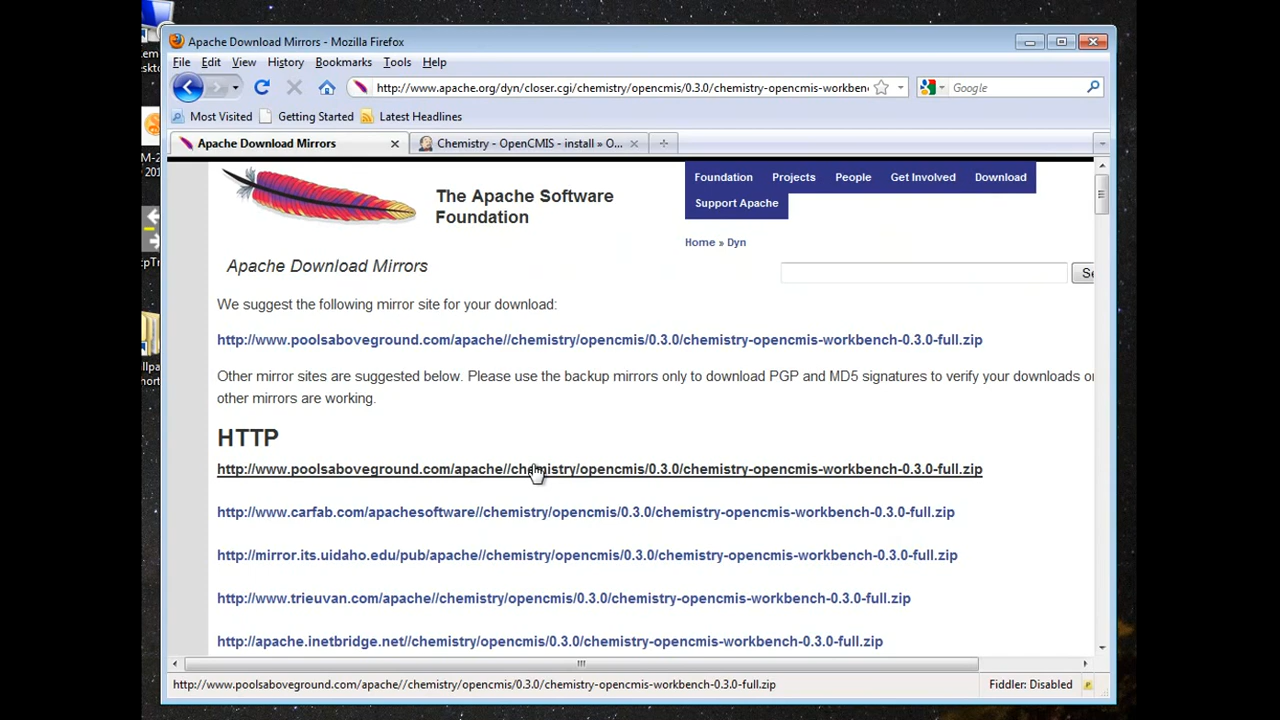 Apache Download Mirrors - Mozilla Firefox
File Edit View History Bookmarks Tools Help
http://www.apache.org/dyn/closer.cgi/chemistry/opencmis/0.3.0/chemistry-opencmis-workben
Google
Most Visited Getting Started Latest Headlines
Apache Download Mirrors
Chemistry - OpenCMIS - install » O...
The Apache Software
Foundation
Foundation Projects People Get Involved Download
Support Apache
Home » Dyn
Apache Download Mirrors
Se
We suggest the following mirror site for your download:
http://www.poolsaboveground.com/apache//chemistry/opencmis/0.3.0/chemistry-opencmis-workbench-0.3.0-full.zip
Other mirror sites are suggested below. Please use the backup mirrors only to download PGP and MD5 signatures to verify your downloads or
other mirrors are working.
HTTP
http://www.poolsaboveground.com/apache//chemistry/opencmis/0.3.0/chemistry-opencmis-workbench-0.3.0-full.zip
http://www.carfab.com/apachesoftware//chemistry/opencmis/0.3.0/chemistry-opencmis-workbench-0.3.0-full.zip
http://mirror.its.uidaho.edu/pub/apache//chemistry/opencmis/0.3.0/chemistry-opencmis-workbench-0.3.0-full.zip
http://www.trieuvan.com/apache//chemistry/opencmis/0.3.0/chemistry-opencmis-workbench-0.3.0-full.zip
http://apache.inetbridge.net//chemistry/opencmis/0.3.0/chemistry-opencmis-workbench-0.3.0-full.zip
http://www.poolsaboveground.com/apache//chemistry/opencmis/0.3.0/chemistry-opencmis-workbench-0.3.0-full.zip
Fiddler: Disabled